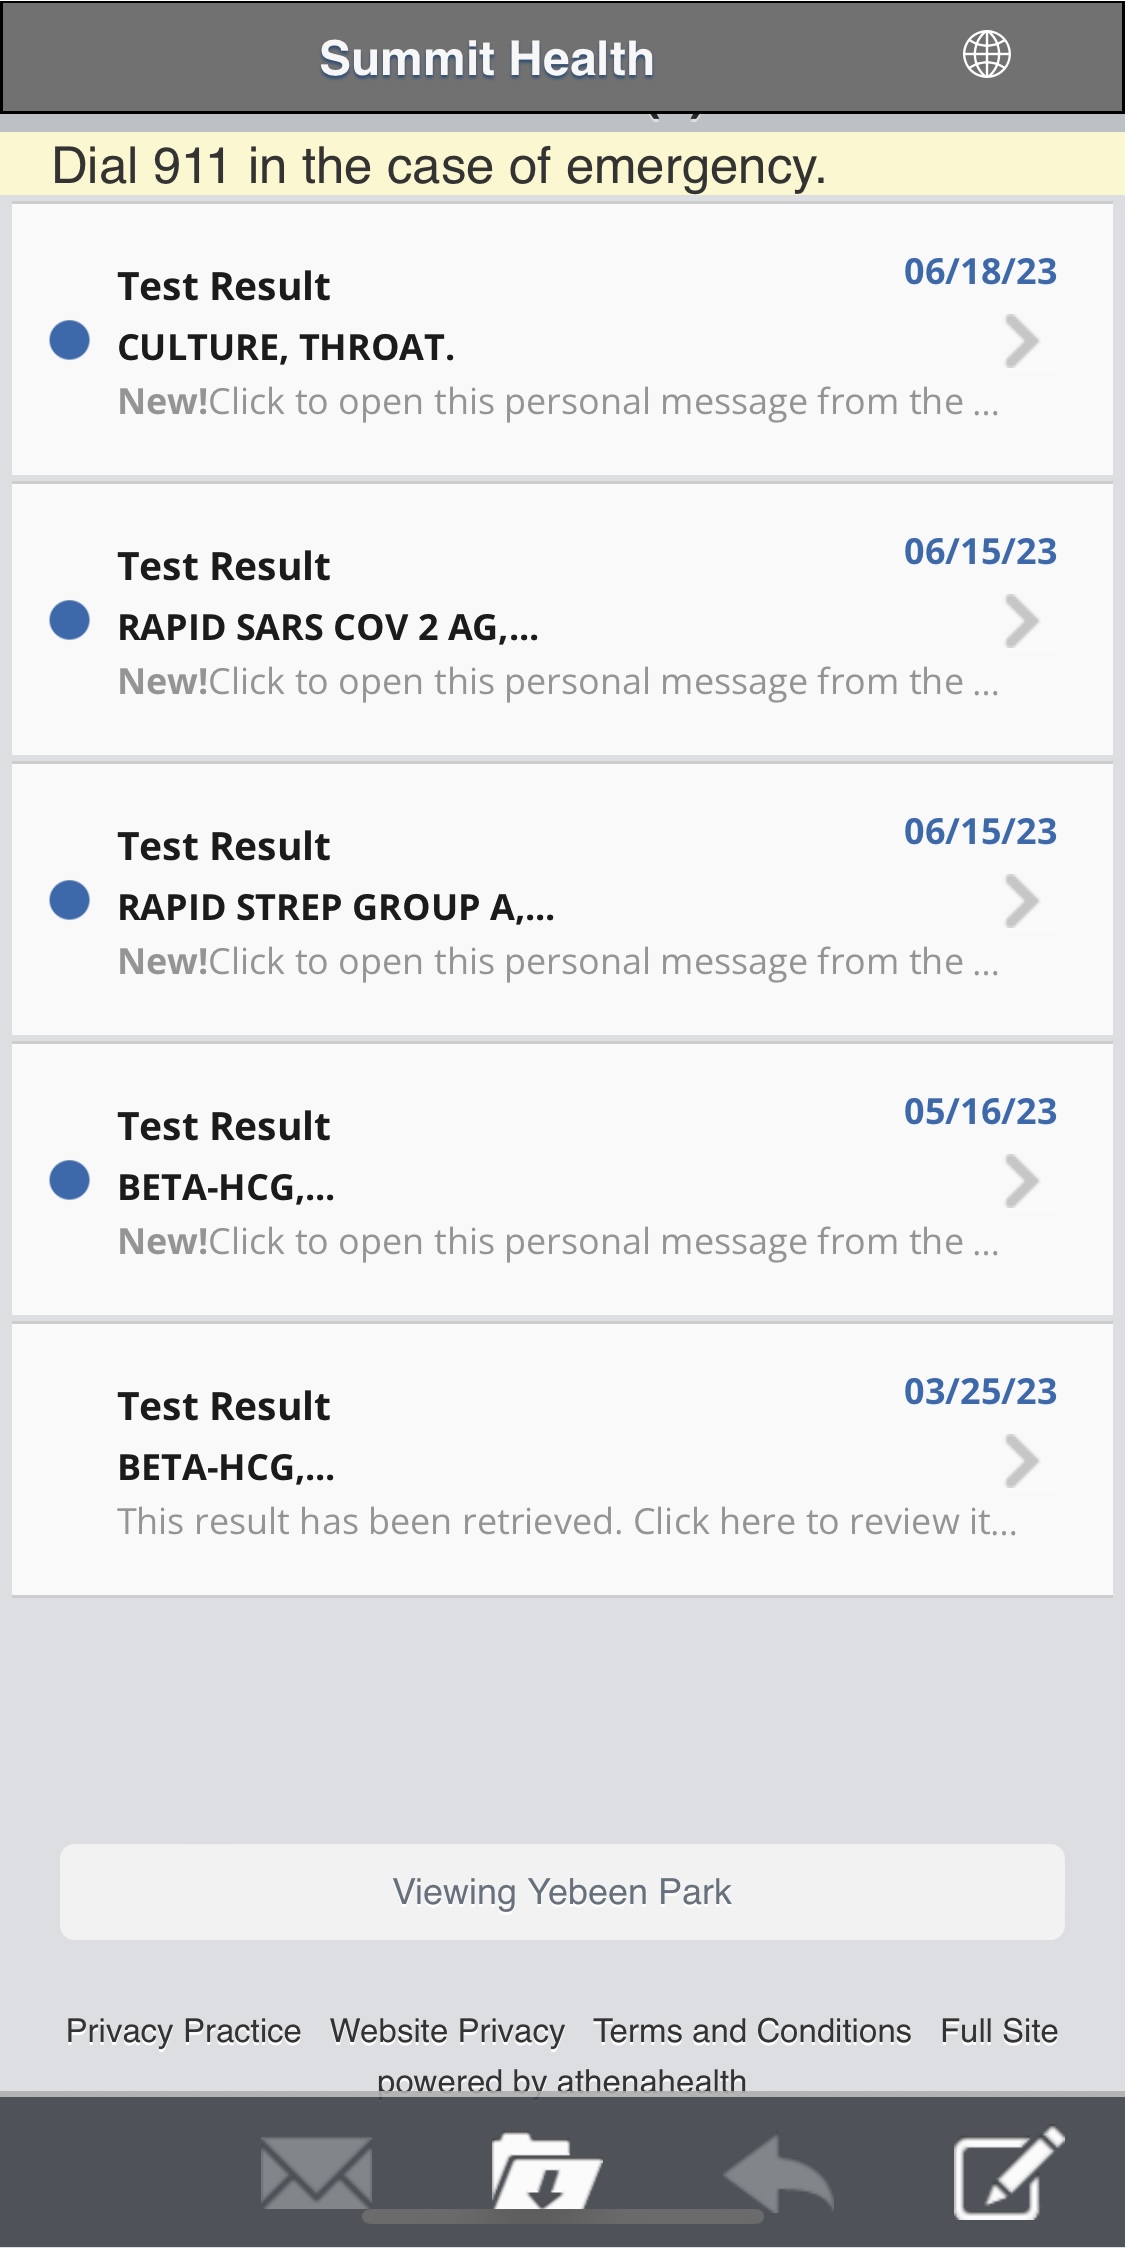 Summit Health
Dial 911 in the case of emergency.
Test Result
06/18/23
CULTURE, THROAT.
New!Click to open this personal message from the ...
Test Result
06/15/23
RAPID SARS COV 2 AG,...
New!Click to open this personal message from the ...
Test Result
06/15/23
RAPID STREP GROUP A,...
New!Click to open this personal message from the ...
Test Result
05/16/23
BETA-HCG,...
New!Click to open this personal message from the ...
Test Result
03/25/23
BETA-HCG,...
This result has been retrieved. Click here to review it...
Viewing Yebeen Park
Privacy Practice Website Privacy Terms and Conditions Full Site
powered by athenahealth